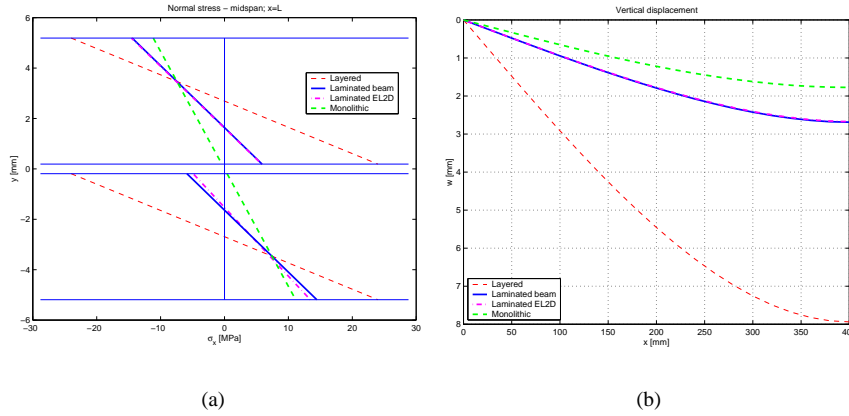 Normal stress – midspan; x=L
6
4
2
0
−2
−4
−6
y [mm]
−30
−20
−10
0
10
20
30
σx [MPa]
Layered
Laminated beam
Laminated EL2D
Monolithic
(a)
Vertical displacement
0
1
2
3
4
5
6
7
8
w [mm]
0
50
100
150
200
250
300
350
400
x [mm]
Layered
Laminated beam
Laminated EL2D
Monolithic
(b)